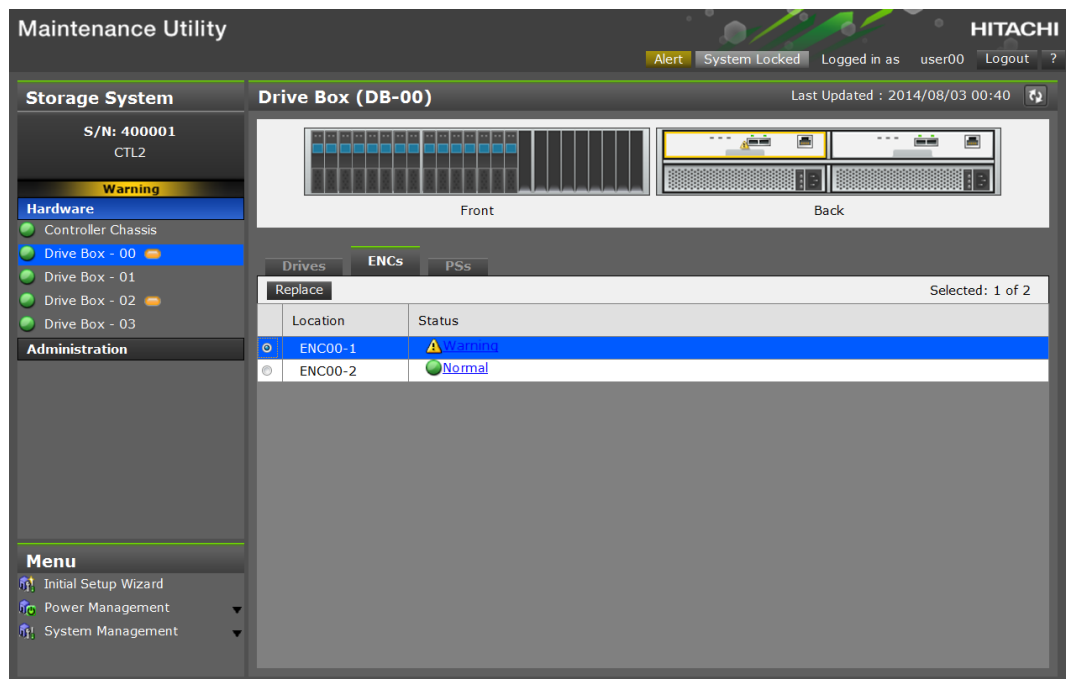 Maintenance Utility
HITACHI
Alert System Locked Logged in as user00 Logout ?
Storage System
S/N: 400001
CTL2
Warning
Hardware
Controller Chassis
Drive Box - 00
Drive Box - 01
Drive Box - 02
Drive Box - 03
Administration
Menu
Initial Setup Wizard
Power Management
System Management
Drive Box (DB-00)
Last Updated : 2014/08/03 00:40
Front
Back
Drives ENCs PSs
Replace
Selected: 1 of 2
Location Status
ENC00-1 Warning
ENC00-2 Normal